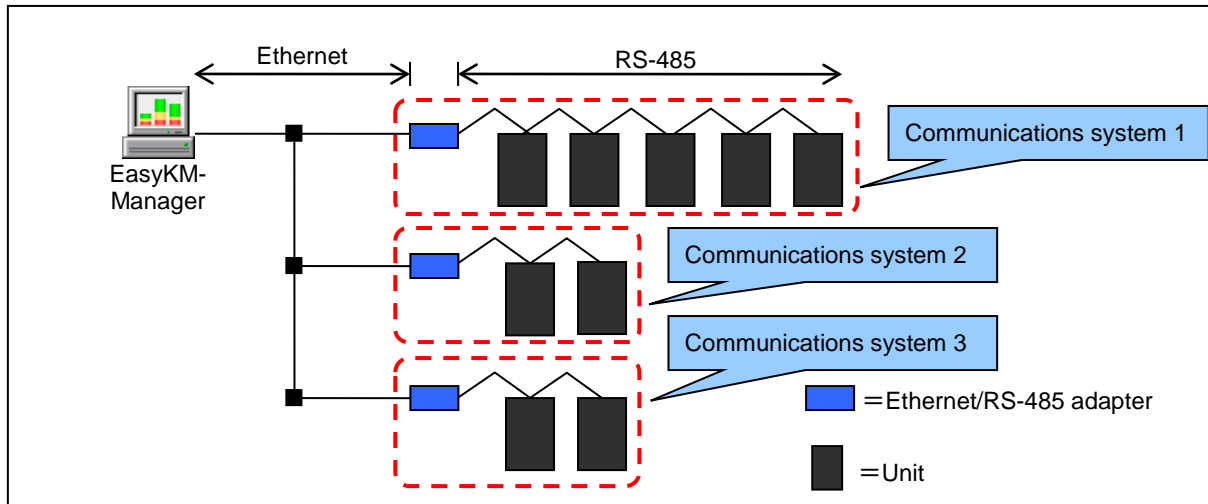 Ethernet
RS-485
Communications system 1
EasyKM-
Manager
Communications system 2
Communications system 3
=Ethernet/RS-485 adapter
=Unit